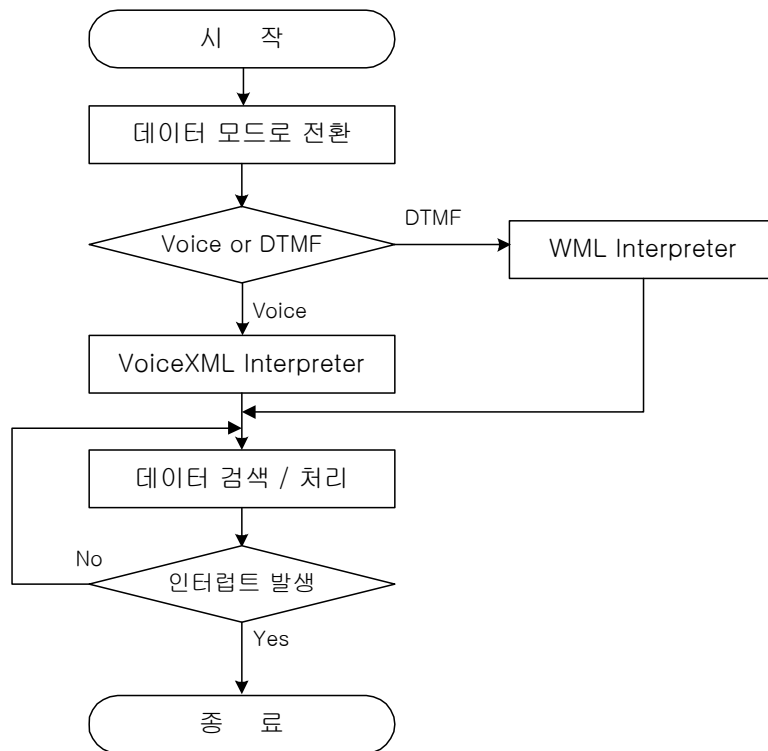 시 작
데이터 모드로 전환
Voice or DTMF
DTMF
WML Interpreter
Voice
VoiceXML Interpreter
데이터 검색 / 처리
No
인터럽트 발생
Yes
종 료